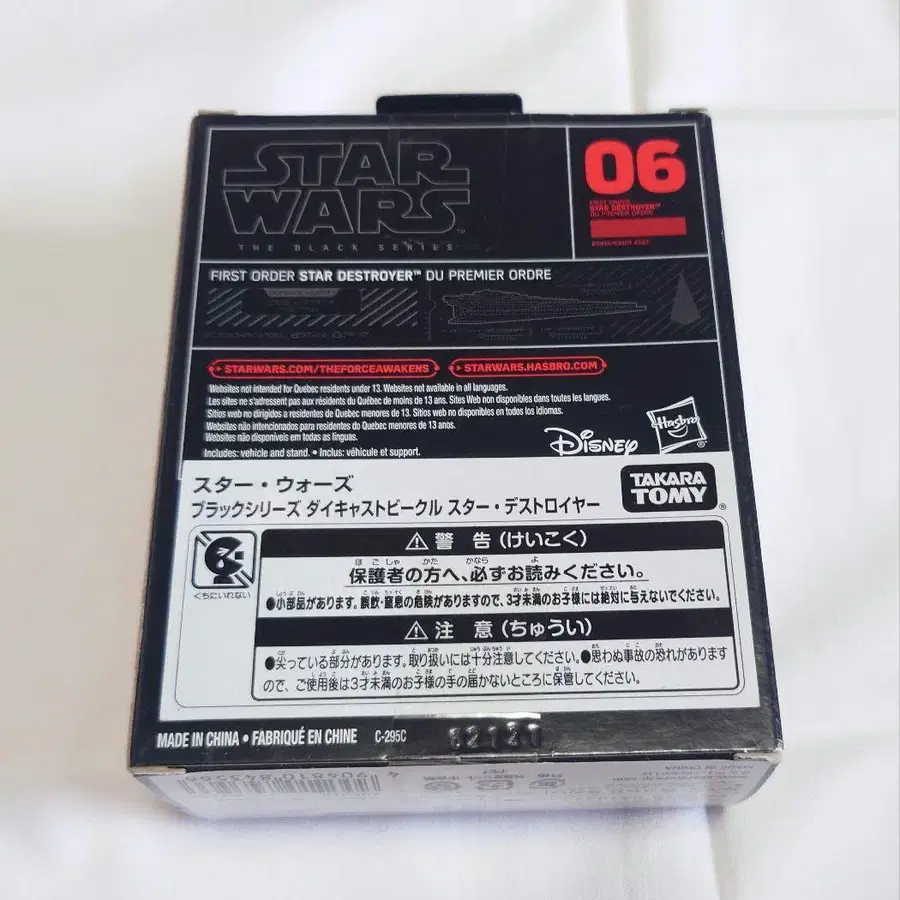 STAR WARS™
THE BLACK SERIES
06
FIRST ORDER
STAR DESTROYER™
DU PREMIER ORDRE
FIRST ORDER STAR DESTROYER™ DU PREMIER ORDRE
STARWARS.COM/THEFORCEAWAKENS
STARWARS.HASBRO.COM
Websites not intended for Quebec residents under 13. Websites not available in all languages.
Les sites ne s'adressent pas aux résidents du Québec de moins de 13 ans. Sites Web non disponibles dans toutes les langues.
Sitios web no dirigidos a residentes de Quebec menores de 13. Sitios web no disponibles en todos los idiomas.
Websites não intencionados para residentes do Quebec menores de 13 anos.
Websites não disponíveis em todas as línguas.
Includes: vehicle and stand. • Inclus: véhicule et support.
Disney
Hasbro
スター・ウォーズ
ブラックシリーズ ダイキャストビークル スター・デストロイヤー
TAKARA
TOMY®
くちにいれない
⚠警 告(けいこく)
保護者の方へ、必ずお読みください。
●小部品があります。誤飲・窒息の危険がありますので、3才未満のお子様には絶対に与えないでください。
⚠注 意(ちゅうい)
●尖っている部分があります。取り扱いには十分注意してください。●思わぬ事故の恐れがあります
ので、ご使用後は3才未満のお子様の手の届かないところに保管してください。
MADE IN CHINA • FABRIQUÉ EN CHINE C-295C